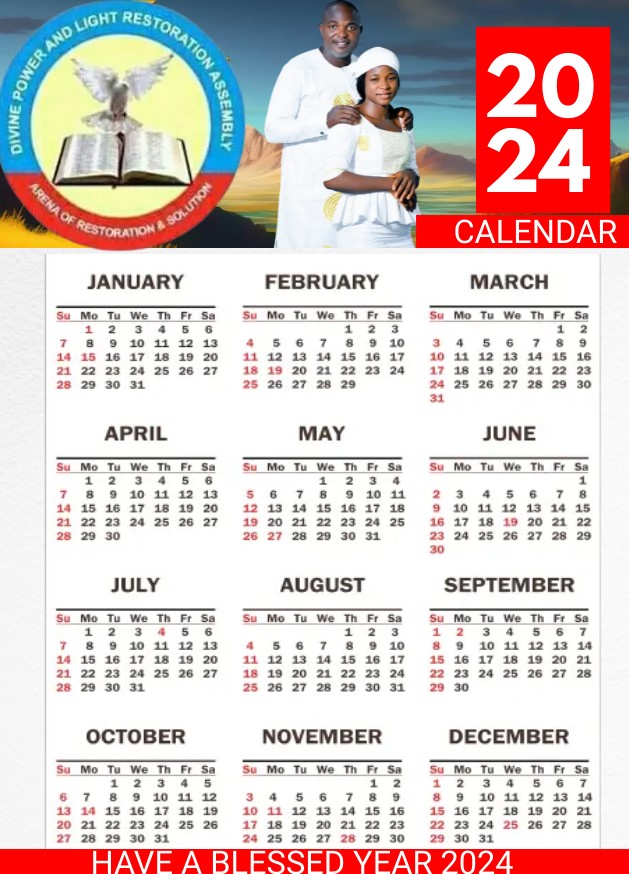 DIVINE POWER AND LIGHT RESTORATION ASSEMBLY
ARENA OF RESTORATION & SOLUTION
20
24
CALENDAR
JANUARY FEBRUARY MARCH
Su Mo Tu We Th Fr Sa Su Mo Tu We Th Fr Sa Su Mo Tu We Th Fr Sa
1 2 3 4 5 6 1 2 3 1 2
7 8 9 10 11 12 13 4 5 6 7 8 9 10 3 4 5 6 7 8 9
14 15 16 17 18 19 20 11 12 13 14 15 16 17 10 11 12 13 14 15 16
21 22 23 24 25 26 27 18 19 20 21 22 23 24 17 18 19 20 21 22 23
28 29 30 31 25 26 27 28 29 24 25 26 27 28 29 30
31
APRIL MAY JUNE
Su Mo Tu We Th Fr Sa Su Mo Tu We Th Fr Sa Su Mo Tu We Th Fr Sa
1 2 3 4 5 6 1 2 3 4 1
7 8 9 10 11 12 13 5 6 7 8 9 10 11 2 3 4 5 6 7 8
14 15 16 17 18 19 20 12 13 14 15 16 17 18 9 10 11 12 13 14 15
21 22 23 24 25 26 27 19 20 21 22 23 24 25 16 17 18 19 20 21 22
28 29 30 26 27 28 29 30 31 23 24 25 26 27 28 29
30
JULY AUGUST SEPTEMBER
Su Mo Tu We Th Fr Sa Su Mo Tu We Th Fr Sa Su Mo Tu We Th Fr Sa
1 2 3 4 5 6 1 2 3 1 2 3 4 5 6 7
7 8 9 10 11 12 13 4 5 6 7 8 9 10 8 9 10 11 12 13 14
14 15 16 17 18 19 20 11 12 13 14 15 16 17 15 16 17 18 19 20 21
21 22 23 24 25 26 27 18 19 20 21 22 23 24 22 23 24 25 26 27 28
28 29 30 31 25 26 27 28 29 30 31 29 30
OCTOBER NOVEMBER DECEMBER
Su Mo Tu We Th Fr Sa Su Mo Tu We Th Fr Sa Su Mo Tu We Th Fr Sa
1 2 3 4 5 1 2 1 2 3 4 5 6 7
6 7 8 9 10 11 12 3 4 5 6 7 8 9 8 9 10 11 12 13 14
13 14 15 16 17 18 19 10 11 12 13 14 15 16 15 16 17 18 19 20 21
20 21 22 23 24 25 26 17 18 19 20 21 22 23 22 23 24 25 26 27 28
27 28 29 30 31 24 25 26 27 28 29 30 29 30 31
HAVE A BLESSED YEAR 2024